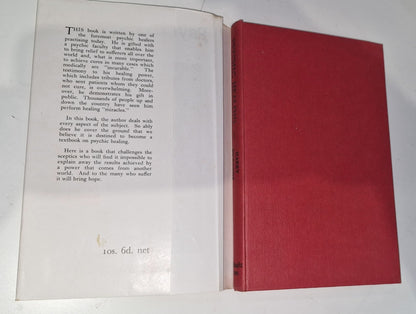 THIS book is written by one of
the foremost psychic healers
practising today. He is gifted with
a psychic faculty that enables him
to bring relief to sufferers all over the
world and, what is more important,
to achieve cures in many cases which
medically are "incurable." The
testimony to his healing power,
which includes tributes from doctors,
who sent patients whom they could
not cure, is overwhelming. More-
over, he demonstrates his gift in
public. Thousands of people up and
down the country have seen him
perform healing "miracles."
In this book, the author deals with
every aspect of the subject. So ably
does he cover the ground that we
believe it is destined to become a
textbook on psychic healing.
Here is a book that challenges the
sceptics who will find it impossible to
explain away the results achieved by
a power that comes from another
world. And to the many who suffer
it will bring hope.
10s. 6d. net